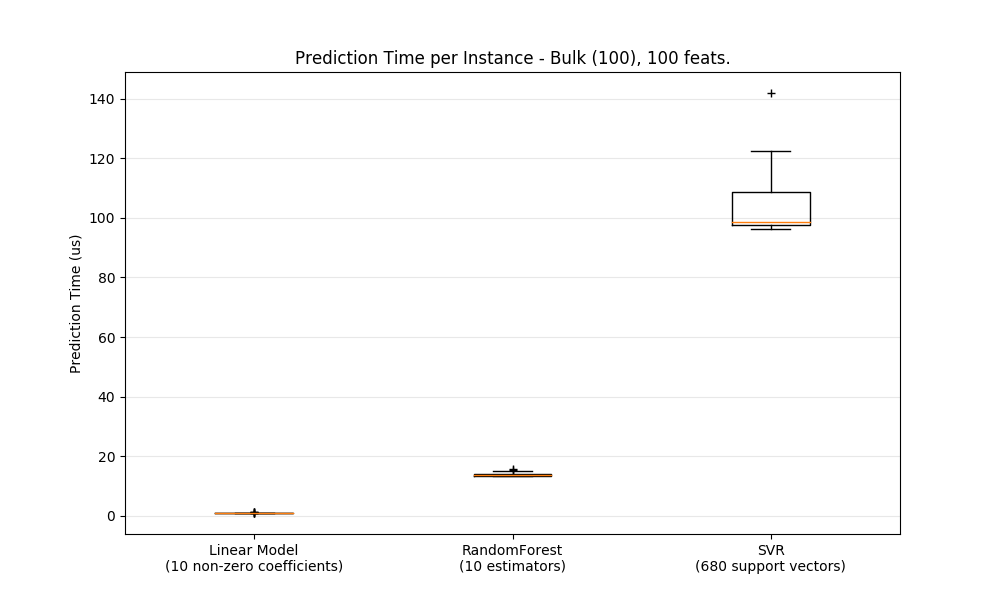 Prediction Time per Instance - Bulk (100), 100 feats.
Prediction Time (us)
140
120
100
80
60
40
20
0
Linear Model
(10 non-zero coefficients)
RandomForest
(10 estimators)
SVR
(680 support vectors)